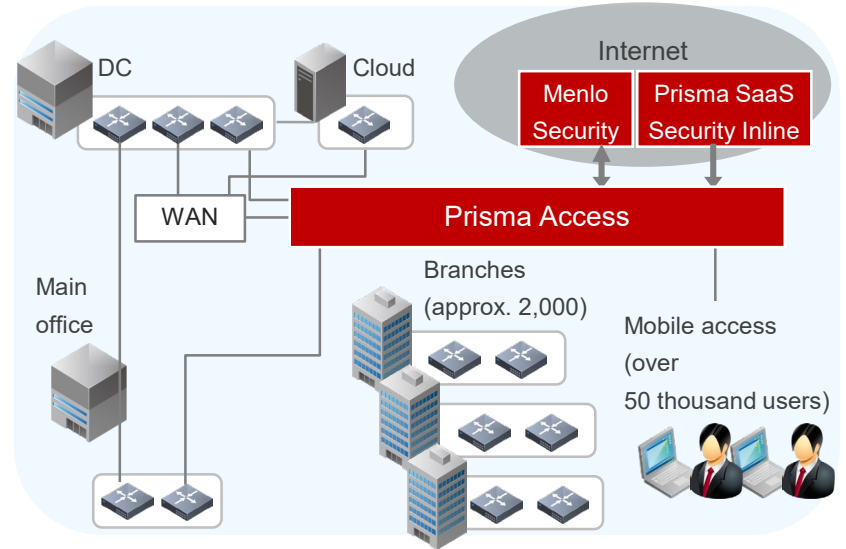 DC
Cloud
Internet
Menlo
Security
Prisma SaaS
Security Inline
WAN
Prisma Access
Main
office
Branches
(approx. 2,000)
Mobile access
(over
50 thousand users)